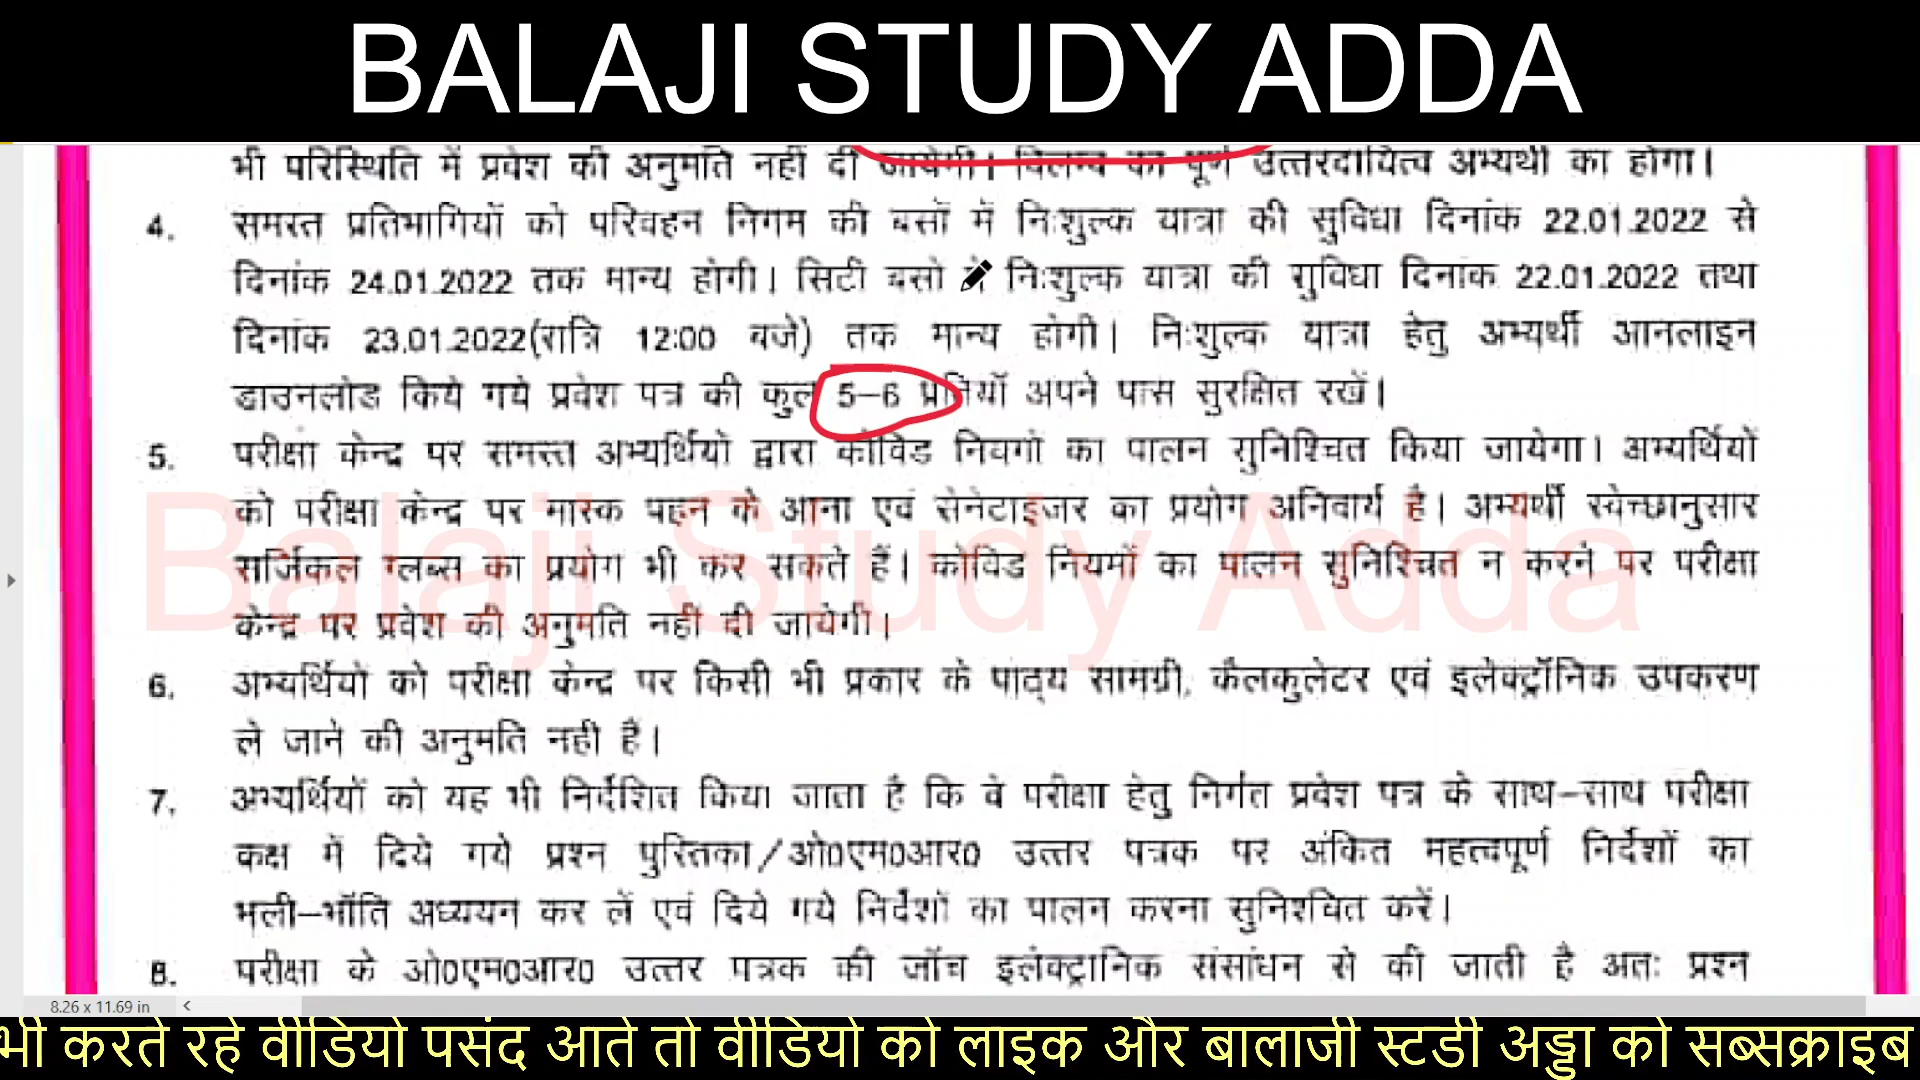 BALAJI STUDY ADDA
भी परिस्थिति में प्रवेश की अनुमति नहीं दी जायेगी। विलम्ब का पूर्ण उत्तरदायित्व अभ्यर्थी का होगा।
4. समस्त प्रतिभागियों को परिवहन निगम की बसों में निःशुल्क यात्रा की सुविधा दिनांक 22.01.2022 से
दिनांक 24.01.2022 तक मान्य होगी। सिटी बसो में निःशुल्क यात्रा की सुविधा दिनांक 22.01.2022 तथा
दिनांक 23.01.2022(रात्रि 12:00 बजे) तक मान्य होगी। निःशुल्क यात्रा हेतु अभ्यर्थी आनलाइन
डाउनलोड किये गये प्रवेश पत्र की कुल 5–6 प्रतियॉ अपने पास सुरक्षित रखें।
5. परीक्षा केन्द्र पर समस्त अभ्यर्थियों द्वारा कोविड नियमों का पालन सुनिश्चित किया जायेगा। अभ्यर्थियों
को परीक्षा केन्द्र पर मास्क पहन के आना एवं सेनेटाइजर का प्रयोग अनिवार्य है। अभ्यर्थी स्वेच्छानुसार
सर्जिकल ग्लब्स का प्रयोग भी कर सकते हैं। कोविड नियमों का पालन सुनिश्चित न करने पर परीक्षा
केन्द्र पर प्रवेश की अनुमति नहीं दी जायेगी।
Balaji Study Adda
6. अभ्यर्थियों को परीक्षा केन्द्र पर किसी भी प्रकार के पाठ्य सामग्री, कैलकुलेटर एवं इलेक्ट्रॉनिक उपकरण
ले जाने की अनुमति नही है।
7. अभ्यर्थियों को यह भी निर्देशित किया जाता है कि वे परीक्षा हेतु निर्गत प्रवेश पत्र के साथ–साथ परीक्षा
कक्ष में दिये गये प्रश्न पुस्तिका/ओ0एम0आर0 उत्तर पत्रक पर अंकित महत्वपूर्ण निर्देशों का
भली–भॉति अध्ययन कर लें एवं दिये गये निर्देशों का पालन करना सुनिश्चित करें।
8. परीक्षा के ओ0एम0आर0 उत्तर पत्रक की जॉच इलेक्ट्रानिक संसांधन से की जाती है अतः प्रश्न
8.26 x 11.69 in
भी करते रहे वीडियो पसंद आते तो वीडियो को लाइक और बालाजी स्टडी अड्डा को सब्सक्राइब